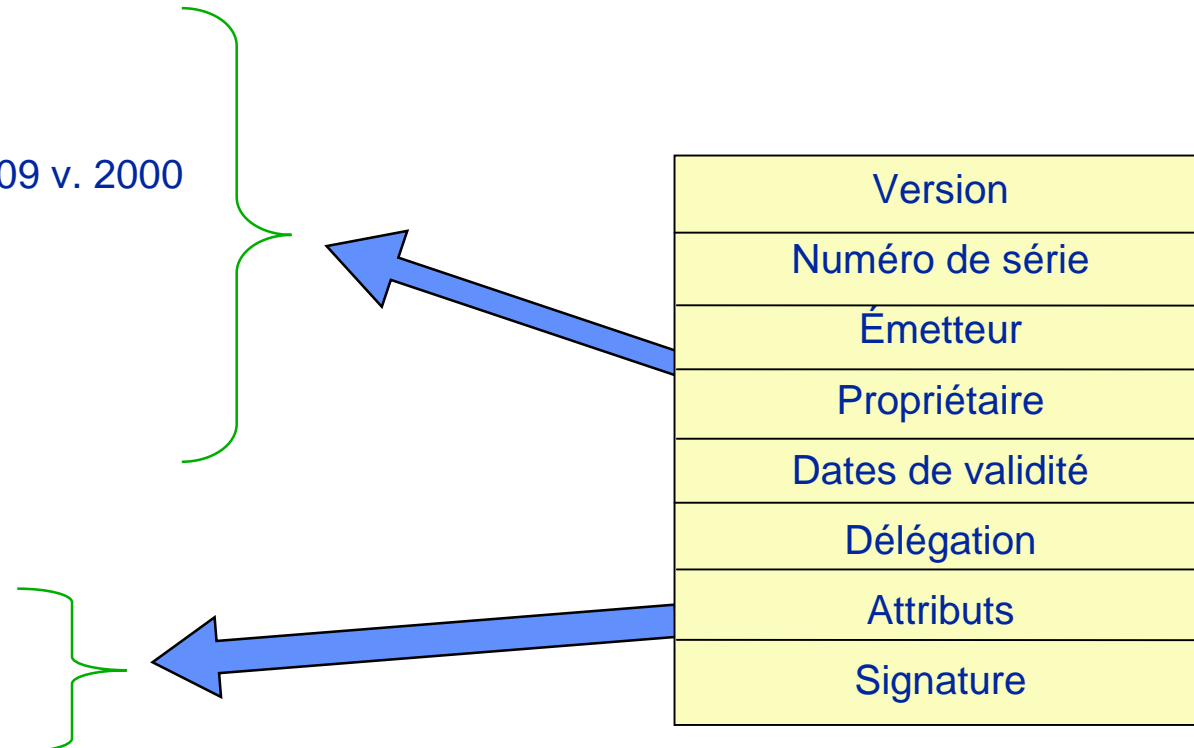 09 v. 2000
Version
Numéro de série
Émetteur
Propriétaire
Dates de validité
Délégation
Attributs
Signature